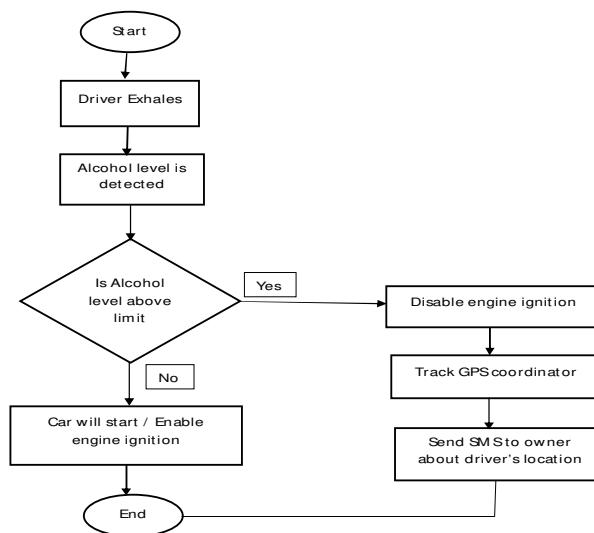 Start
Driver Exhales
Alcohol level is
detected
Is Alcohol
level above
limit
Yes
No
Disable engine ignition
Track GPS coordinator
Send SMS to owner
about driver's location
Car will start / Enable
engine ignition
End